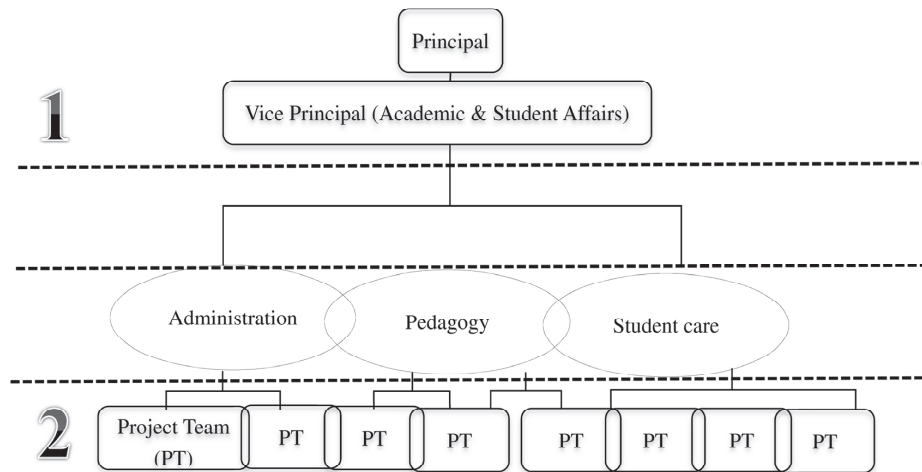 Principal
1
Vice Principal (Academic & Student Affairs)
Administration
Pedagogy
Student care
2
Project Team
(PT)
PT
PT
PT
PT
PT
PT
PT